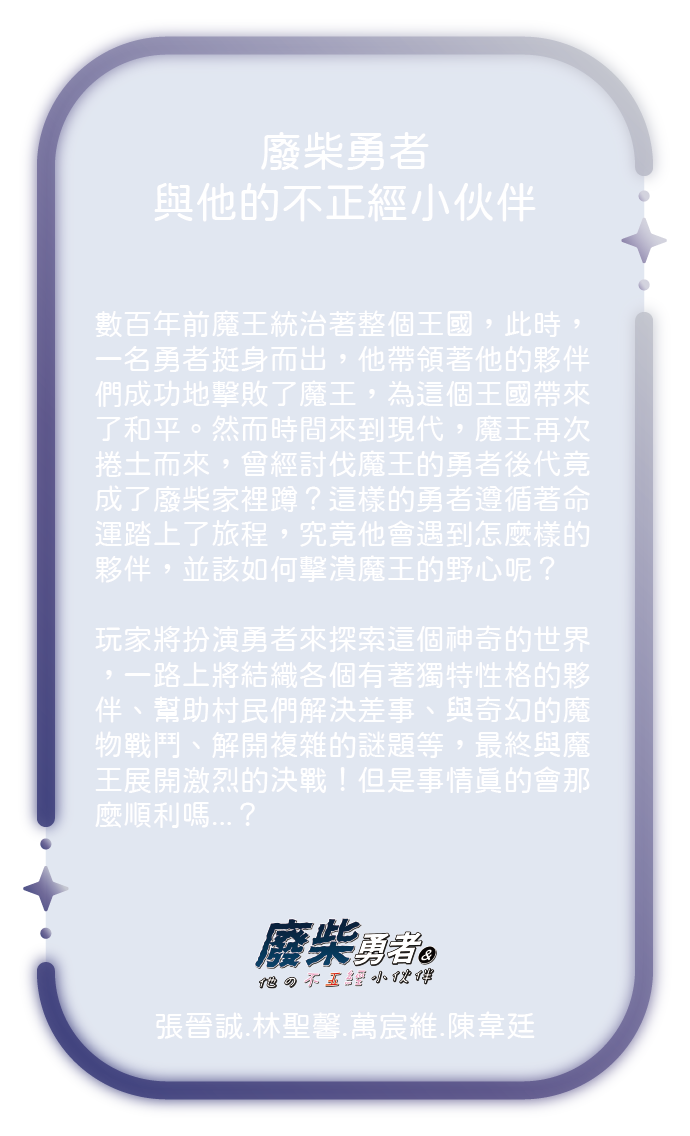 廢柴勇者
與他的不正經小伙伴
數百年前魔王統治著整個王國，此時，
一名勇者挺身而出，他帶領著他的夥伴
們成功地擊敗了魔王，為這個王國帶來
了和平。然而時間來到現代，魔王再次
捲土而來，曾經討伐魔王的勇者後代竟
成了廢柴家裡蹲？這樣的勇者遵循著命
運踏上了旅程，究竟他會遇到怎麼樣的
夥伴，並該如何擊潰魔王的野心呢？
玩家將扮演勇者來探索這個神奇的世界
，一路上將結織各個有著獨特性格的夥
伴、幫助村民們解決差事、與奇幻的魔
物戰鬥、解開複雜的謎題等，最終與魔
王展開激烈的決戰！但是事情真的會那
麼順利嗎...？
廢柴勇者&
他の不正經小伙伴
張晉誠.林聖馨.萬宸維.陳韋廷